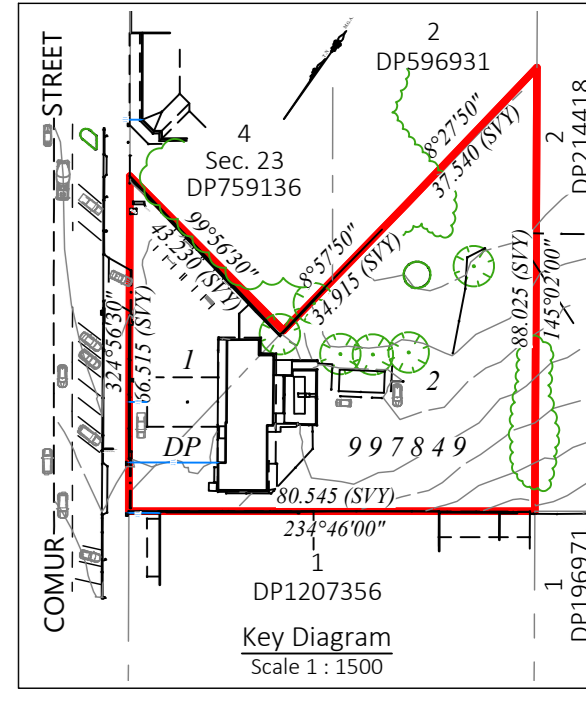 2
DP596931
COMUR STREET
4
Sec. 23
DP759136
2
DP214418
8°27'50"
37.540 (SVY)
99°56'30"
43.230 (SVY)
8°57'50"
34.915 (SVY)
324°56'30"
66.515 (SVY)
88.025 (SVY)
145°02'00"
1
2
DP
997849
80.545 (SVY)
234°46'00"
1
DP1207356
1
DP196971
Key Diagram
Scale 1 : 1500